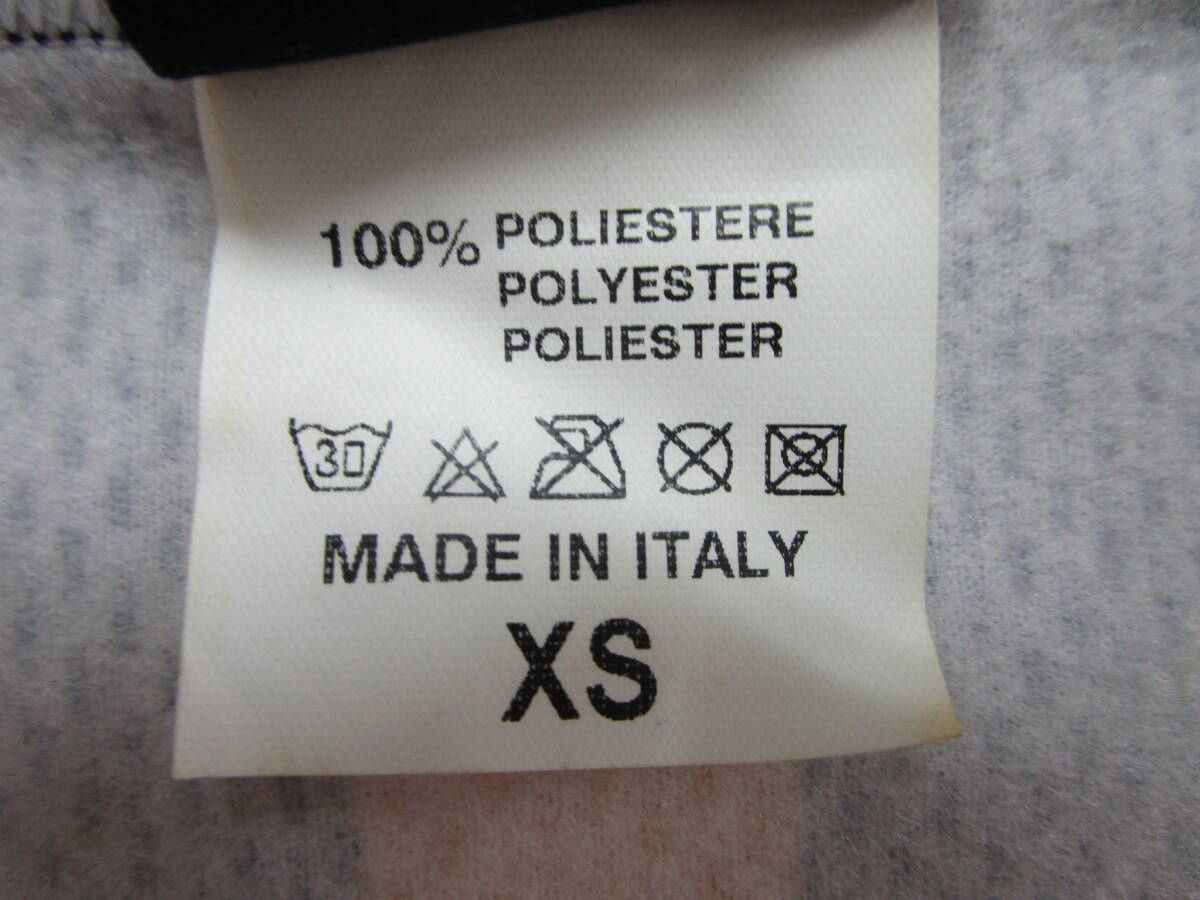 100% POLIESTERE
POLYESTER
POLIESTER
30
MADE IN ITALY
XS